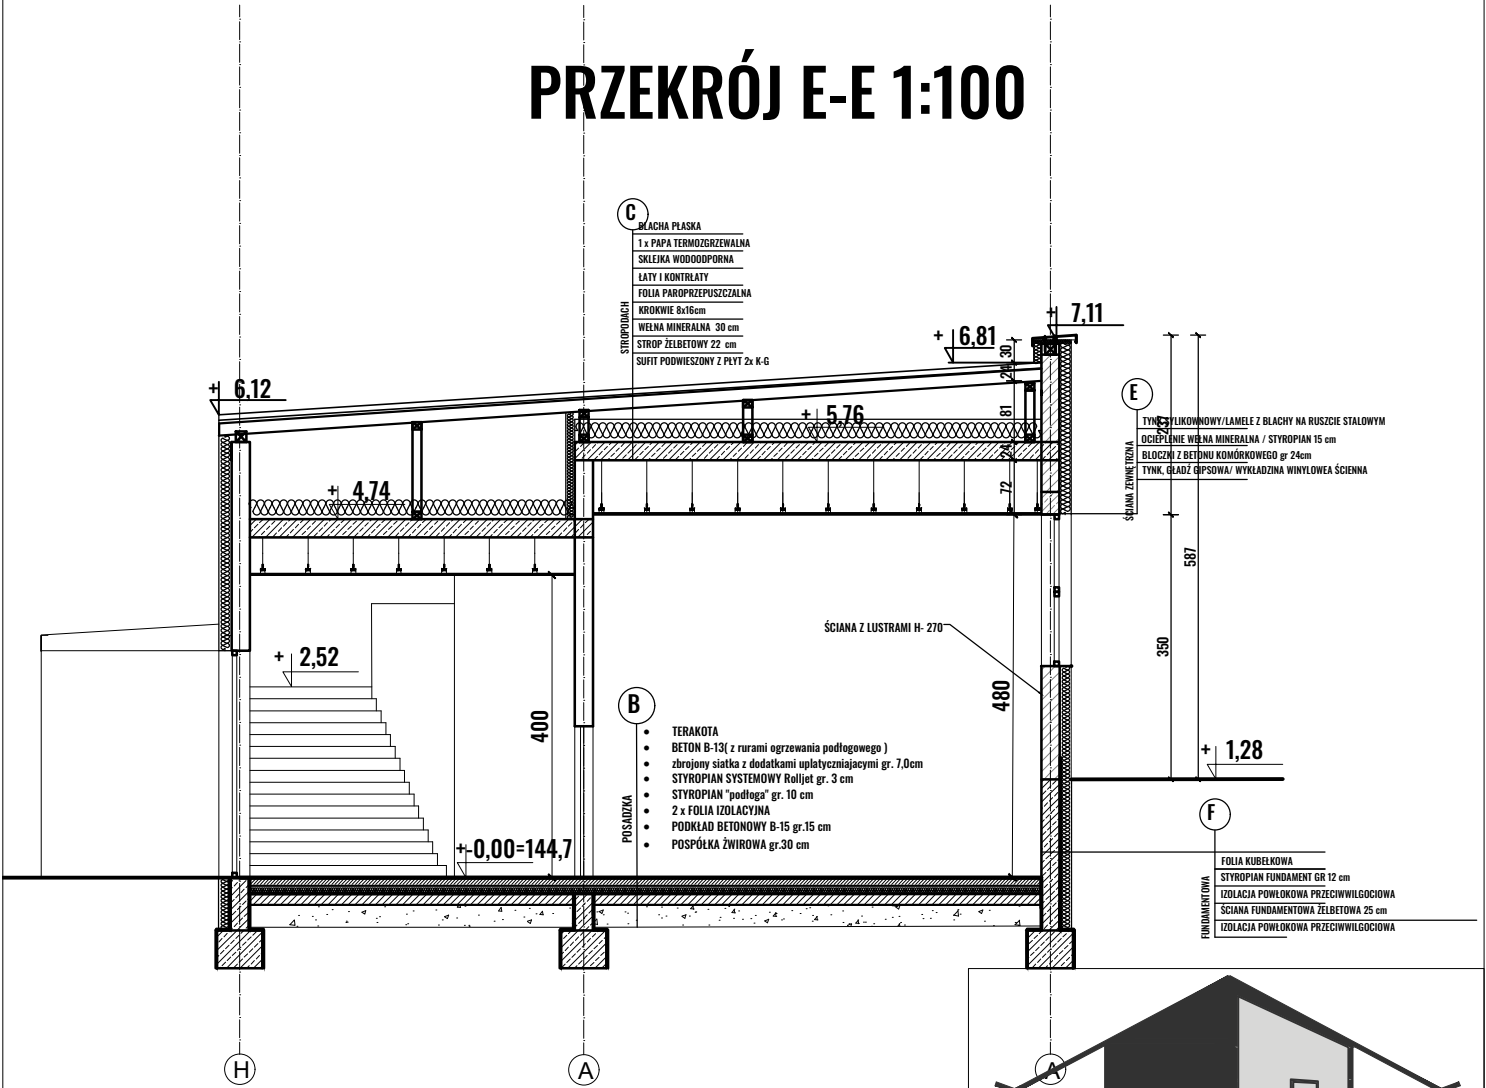 PRZEKRÓJ E-E 1:100
C
BLACHA PŁASKA
1 x PAPA TERMOZGRZEWALNA
SKLEJKA WODOODPORNA
ŁATY I KONTRŁATY
FOLIA PAROPRZEPUSZCZALNA
KROKWIE 8x16cm
WEŁNA MINERALNA 30 cm
STROP ŻELBETOWY 22 cm
SUFIT PODWIESZONY Z PŁYT 2x K-G
STROPODACH
+ 7,11
+ 6,81
30
24
81
24
72
+ 6,12
+ 5,76
+ 4,74
E
TYNK SYLIKOWNOWY/LAMELE Z BLACHY NA RUSZCIE STALOWYM
OCIEPLENIE WEŁNA MINERALNA / STYROPIAN 15 cm
BLOCZKI Z BETONU KOMÓRKOWEGO gr 24cm
TYNK, GŁADŹ GIPSOWA/ WYKŁADZINA WINYLOWEA ŚCIENNA
ŚCIANA ZEWNĘTRZNA
237
587
350
ŚCIANA Z LUSTRAMI H- 270
+ 2,52
400
480
B
• TERAKOTA
• BETON B-13( z rurami ogrzewania podłogowego )
• zbrojony siatka z dodatkami uplatyczniajacymi gr. 7,0cm
• STYROPIAN SYSTEMOWY Rolljet gr. 3 cm
• STYROPIAN "podłoga" gr. 10 cm
• 2 x FOLIA IZOLACYJNA
• PODKŁAD BETONOWY B-15 gr.15 cm
• POSPÓŁKA ŻWIROWA gr.30 cm
POSADZKA
+ 1,28
+-0,00=144,7
F
FOLIA KUBEŁKOWA
STYROPIAN FUNDAMENT GR 12 cm
IZOLACJA POWŁOKOWA PRZECIWWILGOCIOWA
ŚCIANA FUNDAMENTOWA ŻELBETOWA 25 cm
IZOLACJA POWŁOKOWA PRZECIWWILGOCIOWA
FUNDAMENTOWA
H
A
A